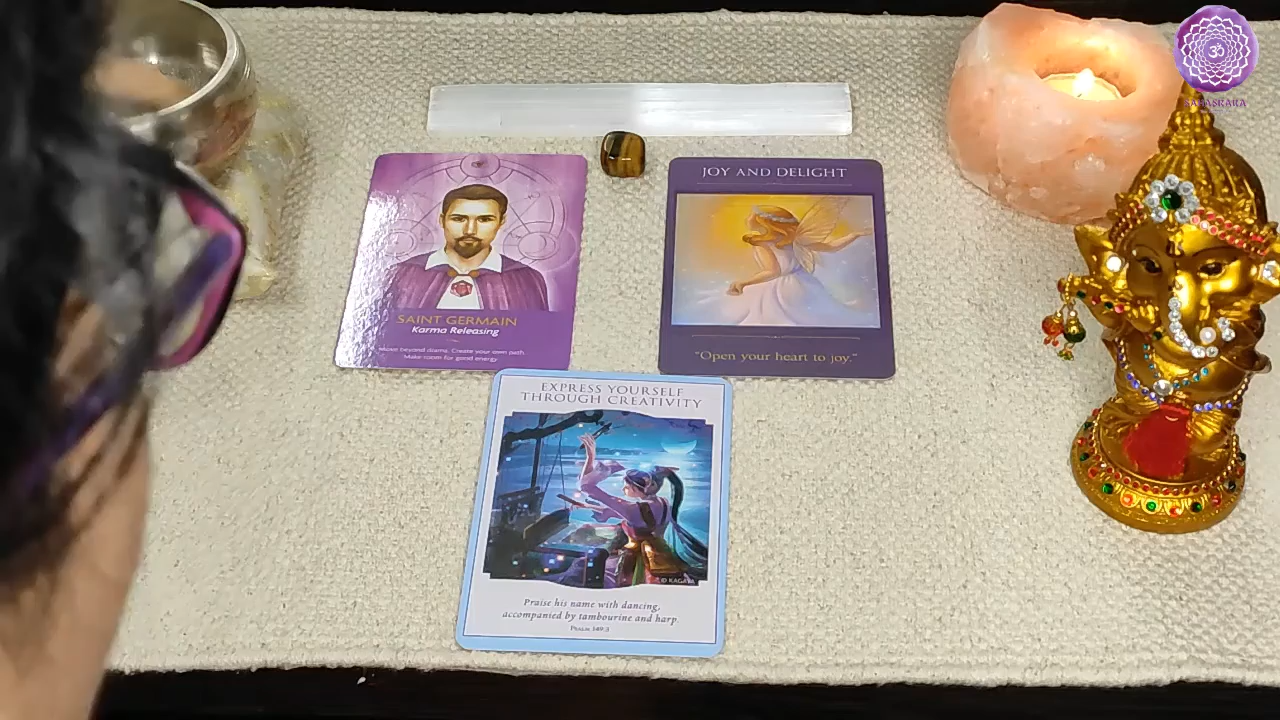 ॐ
SAHASRARA
SAINT GERMAIN
Karma Releasing
Move beyond drama. Create your own path.
Make room for good energy.
JOY AND DELIGHT
"Open your heart to joy."
EXPRESS YOURSELF
THROUGH CREATIVITY
© KAGAYA
Praise his name with dancing,
accompanied by tambourine and harp.
Psalm 149:3